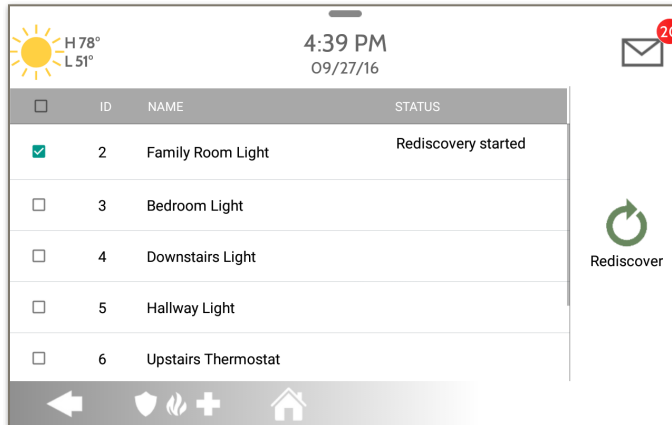 H 78°
L 51°
4:39 PM
09/27/16
ID NAME STATUS
2 Family Room Light Rediscovery started
3 Bedroom Light
4 Downstairs Light
5 Hallway Light
6 Upstairs Thermostat
Rediscover